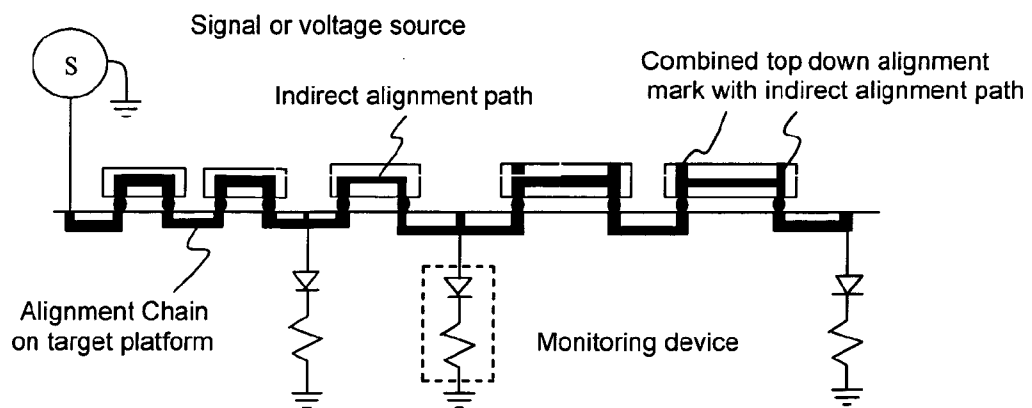 Signal or voltage source
S
Combined top down alignment
mark with indirect alignment path
Indirect alignment path
Alignment Chain
on target platform
Monitoring device